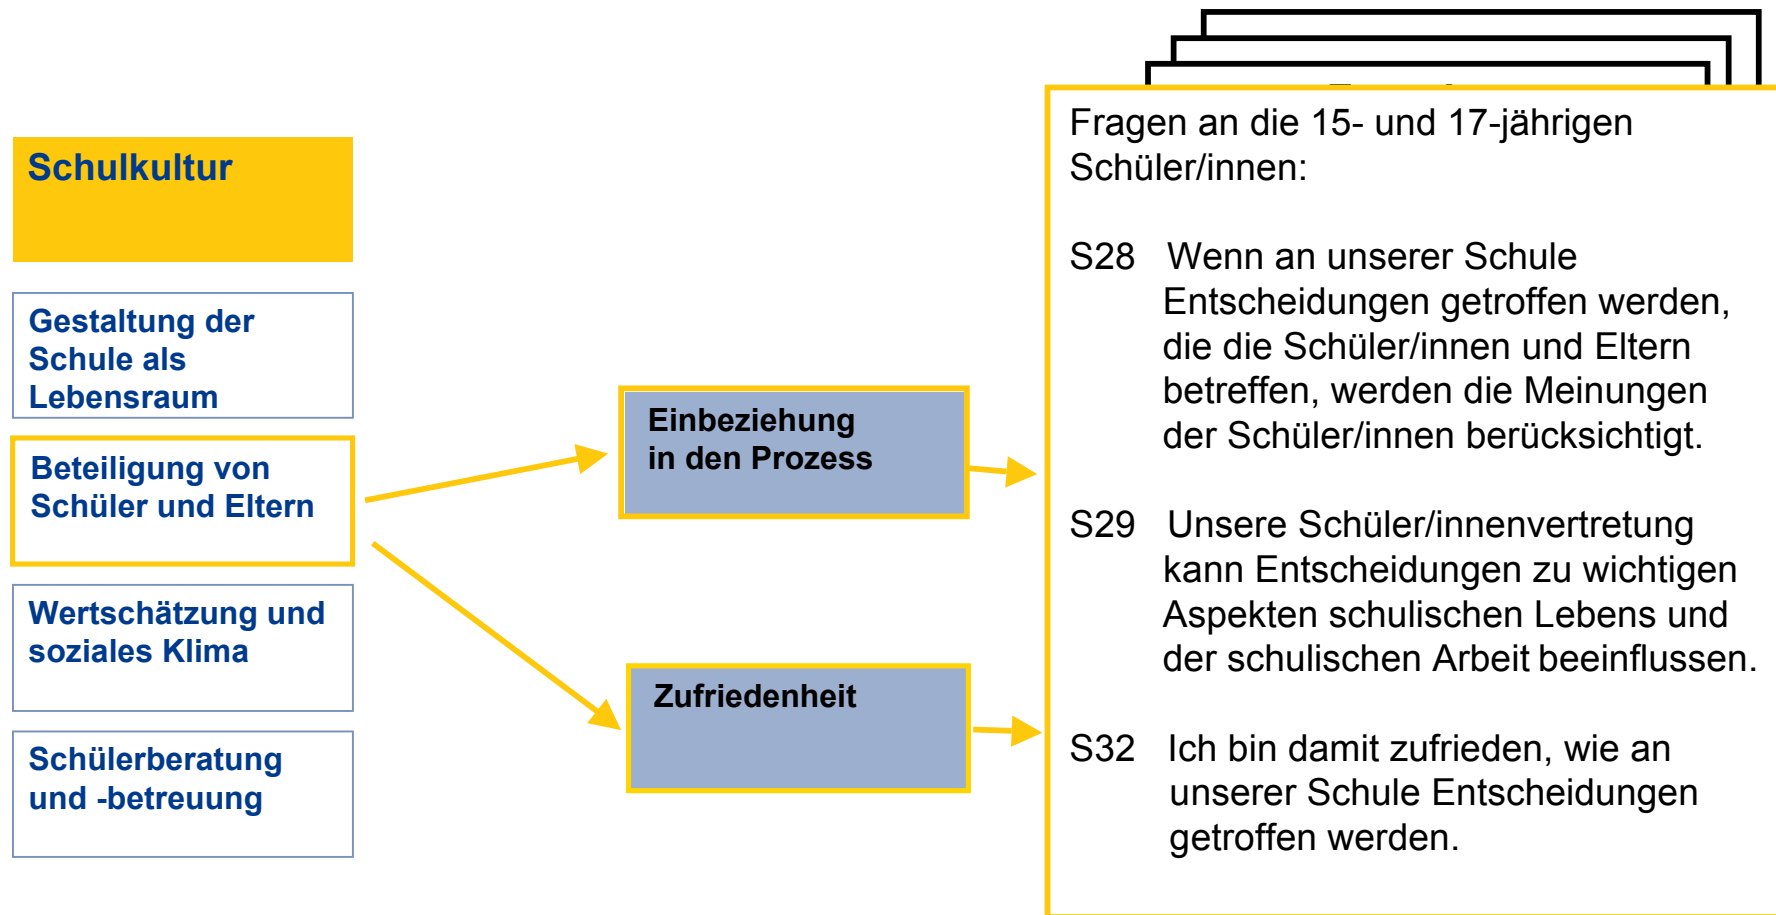 Schulkultur
Gestaltung der
Schule als
Lebensraum
Beteiligung von
Schüler und Eltern
Wertschätzung und
soziales Klima
Schülerberatung
und -betreuung
Einbeziehung
in den Prozess
Zufriedenheit
Fragen an die 15- und 17-jährigen
Schüler/innen:
S28 Wenn an unserer Schule
Entscheidungen getroffen werden,
die die Schüler/innen und Eltern
betreffen, werden die Meinungen
der Schüler/innen berücksichtigt.
S29 Unsere Schüler/innenvertretung
kann Entscheidungen zu wichtigen
Aspekten schulischen Lebens und
der schulischen Arbeit beeinflussen.
S32 Ich bin damit zufrieden, wie an
unserer Schule Entscheidungen
getroffen werden.